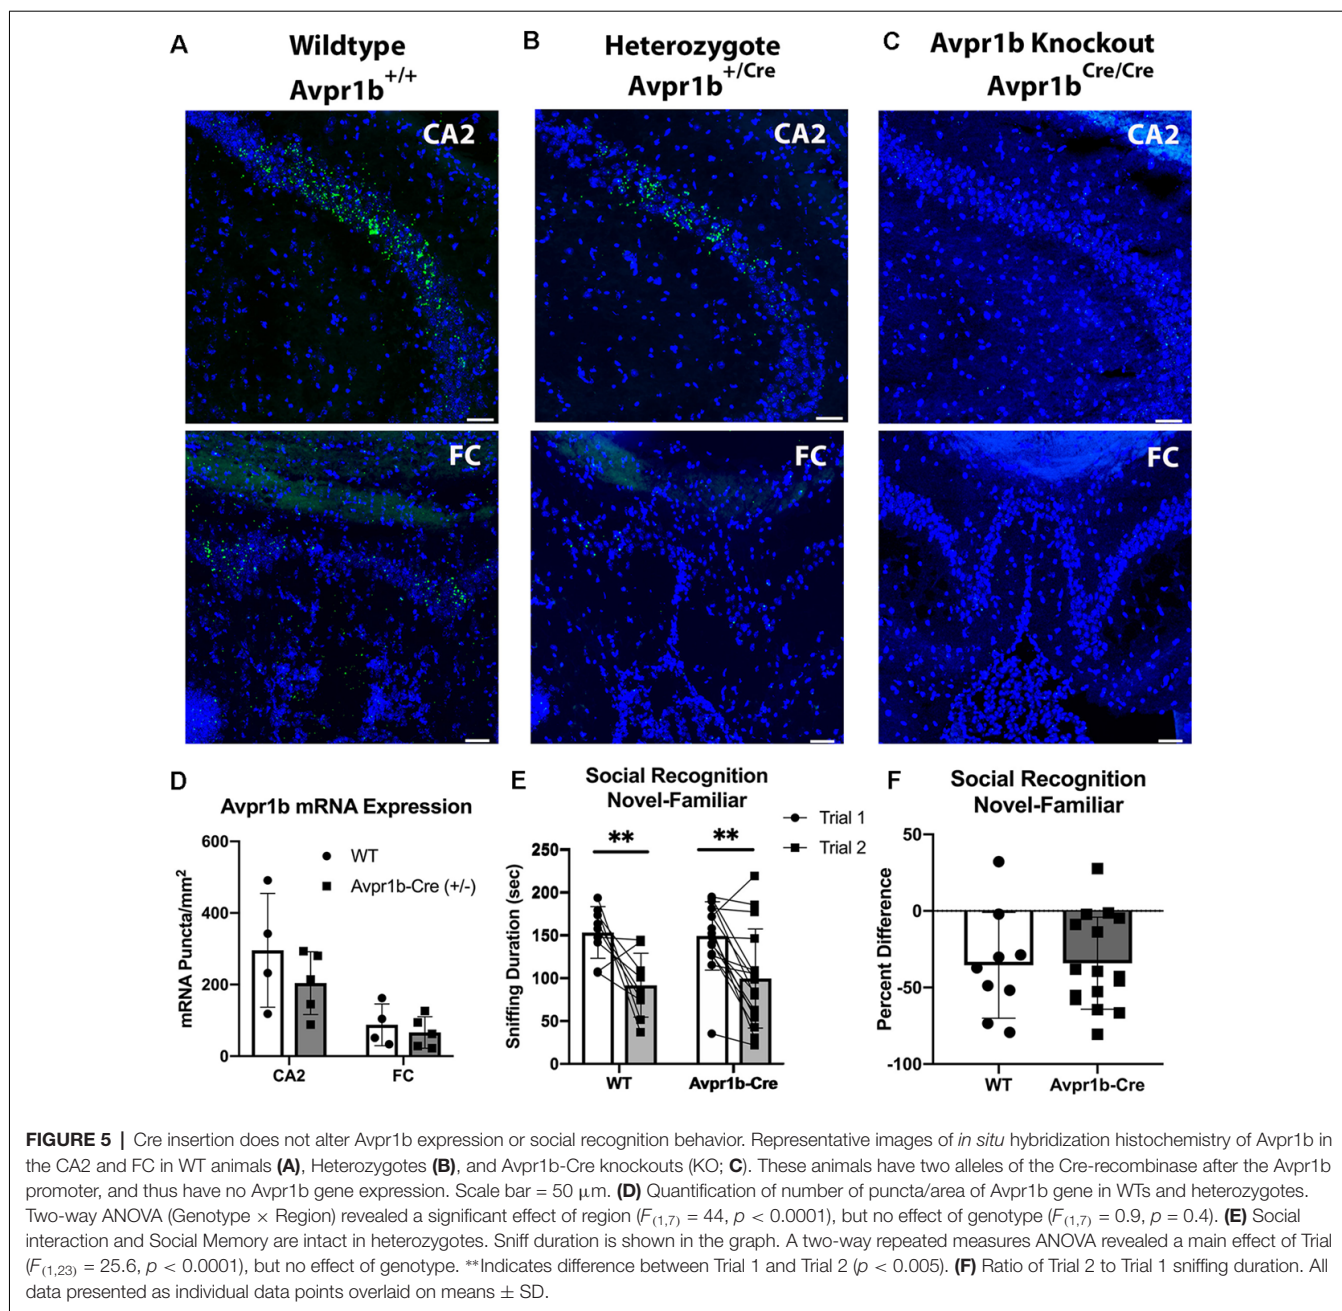 A
Wildtype
Avpr1b+/+
B
Heterozygote
Avpr1b+/Cre
C
Avpr1b Knockout
Avpr1bCre/Cre
CA2
CA2
CA2
FC
FC
FC
D
Avpr1b mRNA Expression
mRNA Puncta/mm2
600
400
200
0
WT
Avpr1b-Cre (+/-)
CA2
FC
E
Social Recognition
Novel-Familiar
Trial 1
Trial 2
Sniffing Duration (sec)
250
200
150
100
50
0
**
**
WT
Avpr1b-Cre
F
Social Recognition
Novel-Familiar
Percent Difference
50
0
-50
-100
WT
Avpr1b-Cre
FIGURE 5 | Cre insertion does not alter Avpr1b expression or social recognition behavior. Representative images of in situ hybridization histochemistry of Avpr1b in
the CA2 and FC in WT animals (A), Heterozygotes (B), and Avpr1b-Cre knockouts (KO; C). These animals have two alleles of the Cre-recombinase after the Avpr1b
promoter, and thus have no Avpr1b gene expression. Scale bar = 50 μm. (D) Quantification of number of puncta/area of Avpr1b gene in WTs and heterozygotes.
Two-way ANOVA (Genotype × Region) revealed a significant effect of region (F(1,7) = 44, p < 0.0001), but no effect of genotype (F(1,7) = 0.9, p = 0.4). (E) Social
interaction and Social Memory are intact in heterozygotes. Sniff duration is shown in the graph. A two-way repeated measures ANOVA revealed a main effect of Trial
(F(1,23) = 25.6, p < 0.0001), but no effect of genotype. **Indicates difference between Trial 1 and Trial 2 (p < 0.005). (F) Ratio of Trial 2 to Trial 1 sniffing duration. All
data presented as individual data points overlaid on means ± SD.